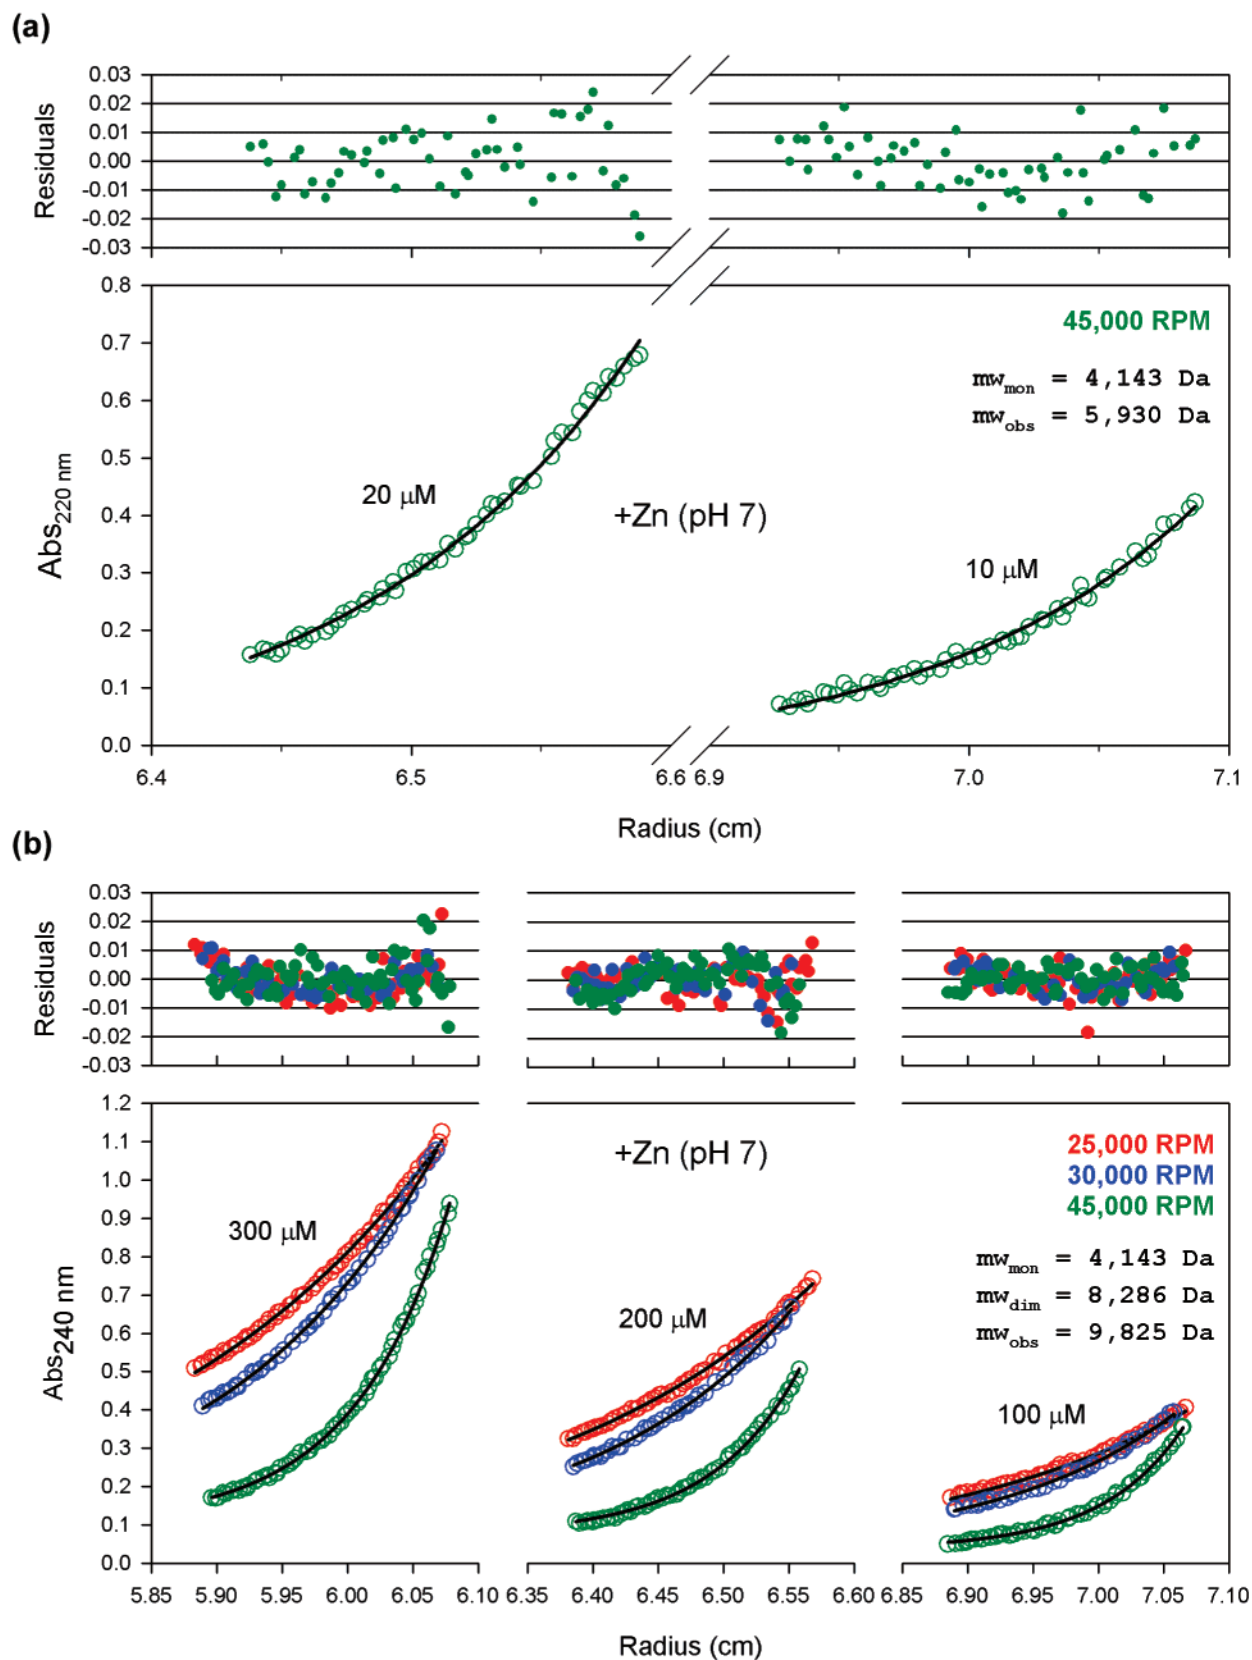 (a)
0.03
0.02
0.01
0.00
-0.01
-0.02
-0.03
Residuals
0.8
0.7
0.6
0.5
0.4
0.3
0.2
0.1
0.0
Abs220 nm
45,000 RPM
mwmon = 4,143 Da
mwobs = 5,930 Da
20 μM
+Zn (pH 7)
10 μM
6.4 6.5 6.6 6.9 7.0 7.1
Radius (cm)
(b)
0.03
0.02
0.01
0.00
-0.01
-0.02
-0.03
Residuals
1.2
1.1
1.0
0.9
0.8
0.7
0.6
0.5
0.4
0.3
0.2
0.1
0.0
Abs240 nm
+Zn (pH 7)
25,000 RPM
30,000 RPM
45,000 RPM
mwmon = 4,143 Da
mwdim = 8,286 Da
mwobs = 9,825 Da
300 μM
200 μM
100 μM
5.85 5.90 5.95 6.00 6.05 6.10 6.35 6.40 6.45 6.50 6.55 6.60 6.85 6.90 6.95 7.00 7.05 7.10
Radius (cm)